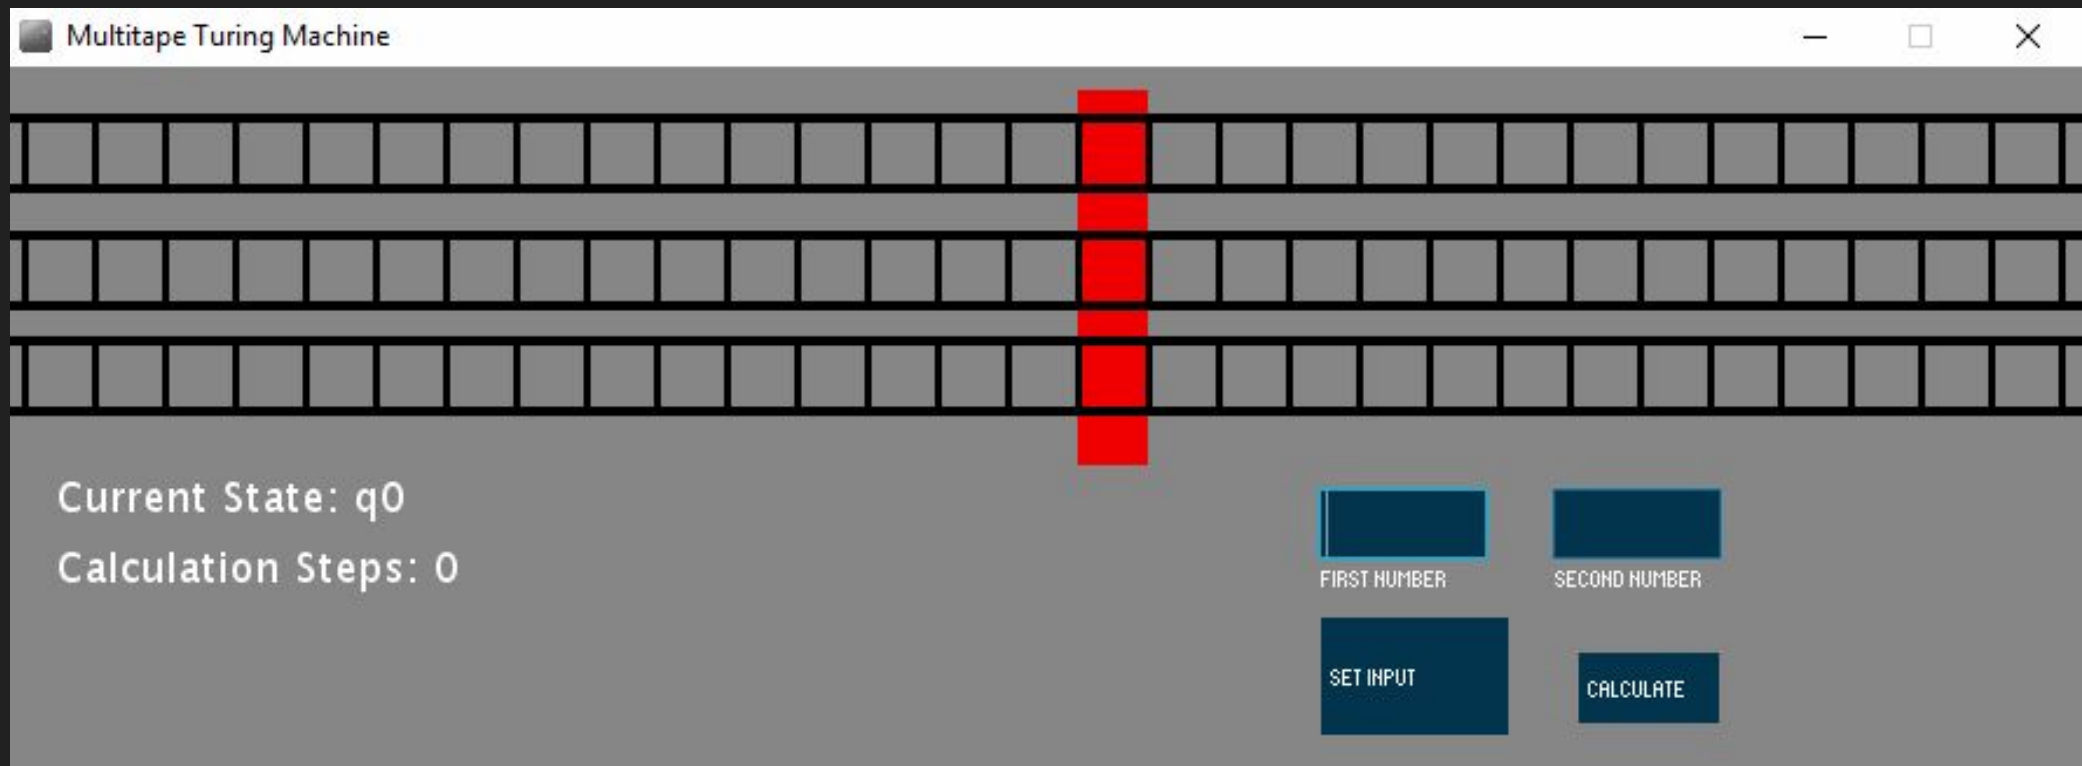 Multitape Turing Machine
Current State: q0
Calculation Steps: 0
FIRST NUMBER
SECOND NUMBER
SET INPUT
CALCULATE